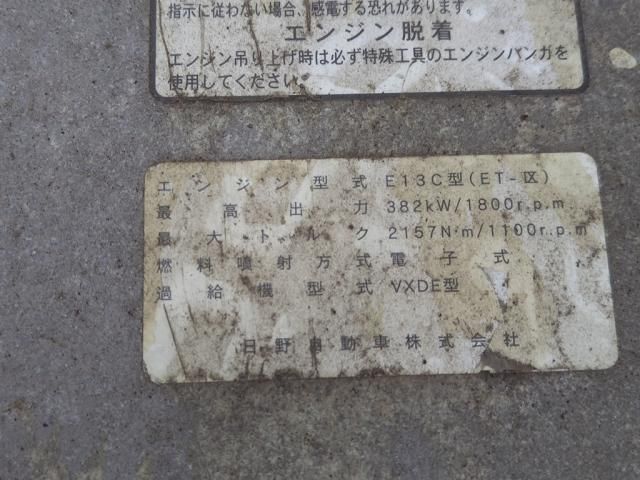 指示に従わない場合、感電する恐れがあります。
エンジン脱着
エンジン吊り上げ時は必ず特殊工具のエンジンハンガを
使用してください。
エンジン型式 E13C型(ET-区)
最高出力 382kW/1800r.p.m
最大トルク 2157N·m/1100r.p.m
燃料噴射方式 電子式
過給機型式 VXDE型
日野自動車株式会社